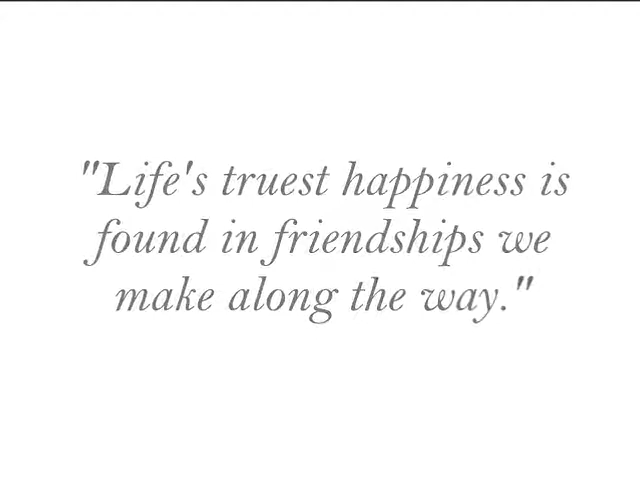 "Life's truest happiness is
found in friendships we
make along the way."